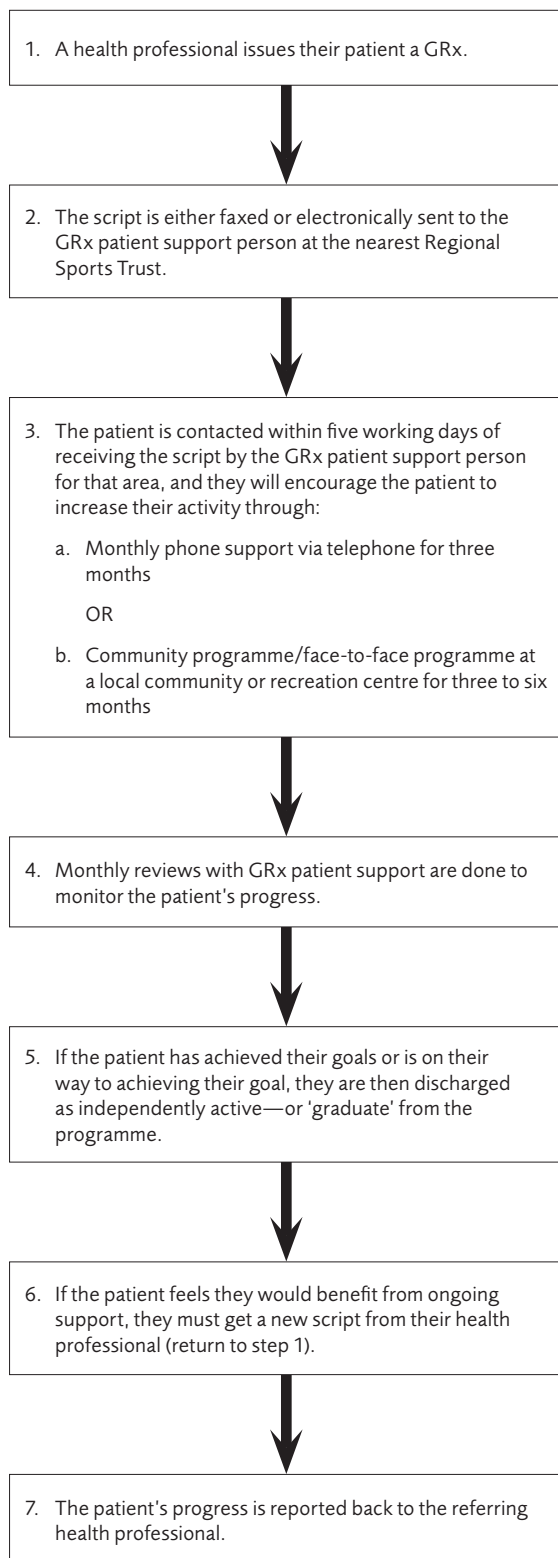 1. A health professional issues their patient a GRx.
2. The script is either faxed or electronically sent to the
GRx patient support person at the nearest Regional
Sports Trust.
3. The patient is contacted within five working days of
receiving the script by the GRx patient support person
for that area, and they will encourage the patient to
increase their activity through:
a. Monthly phone support via telephone for three
months
OR
b. Community programme/face-to-face programme at
a local community or recreation centre for three to six
months
4. Monthly reviews with GRx patient support are done to
monitor the patient's progress.
5. If the patient has achieved their goals or is on their
way to achieving their goal, they are then discharged
as independently active—or 'graduate' from the
programme.
6. If the patient feels they would benefit from ongoing
support, they must get a new script from their health
professional (return to step 1).
7. The patient's progress is reported back to the referring
health professional.